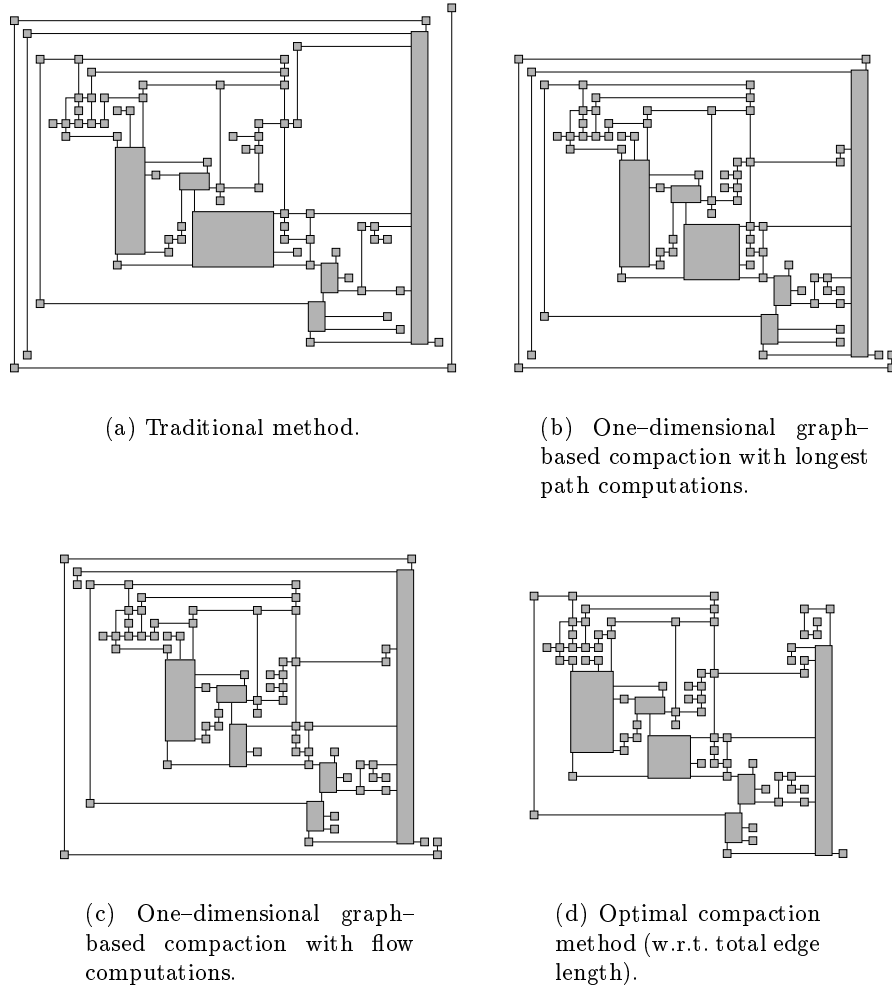 (a) Traditional method.
(b) One–dimensional graph–
based compaction with longest
path computations.
(c) One–dimensional graph–
based compaction with flow
computations.
(d) Optimal compaction
method (w.r.t. total edge
length).